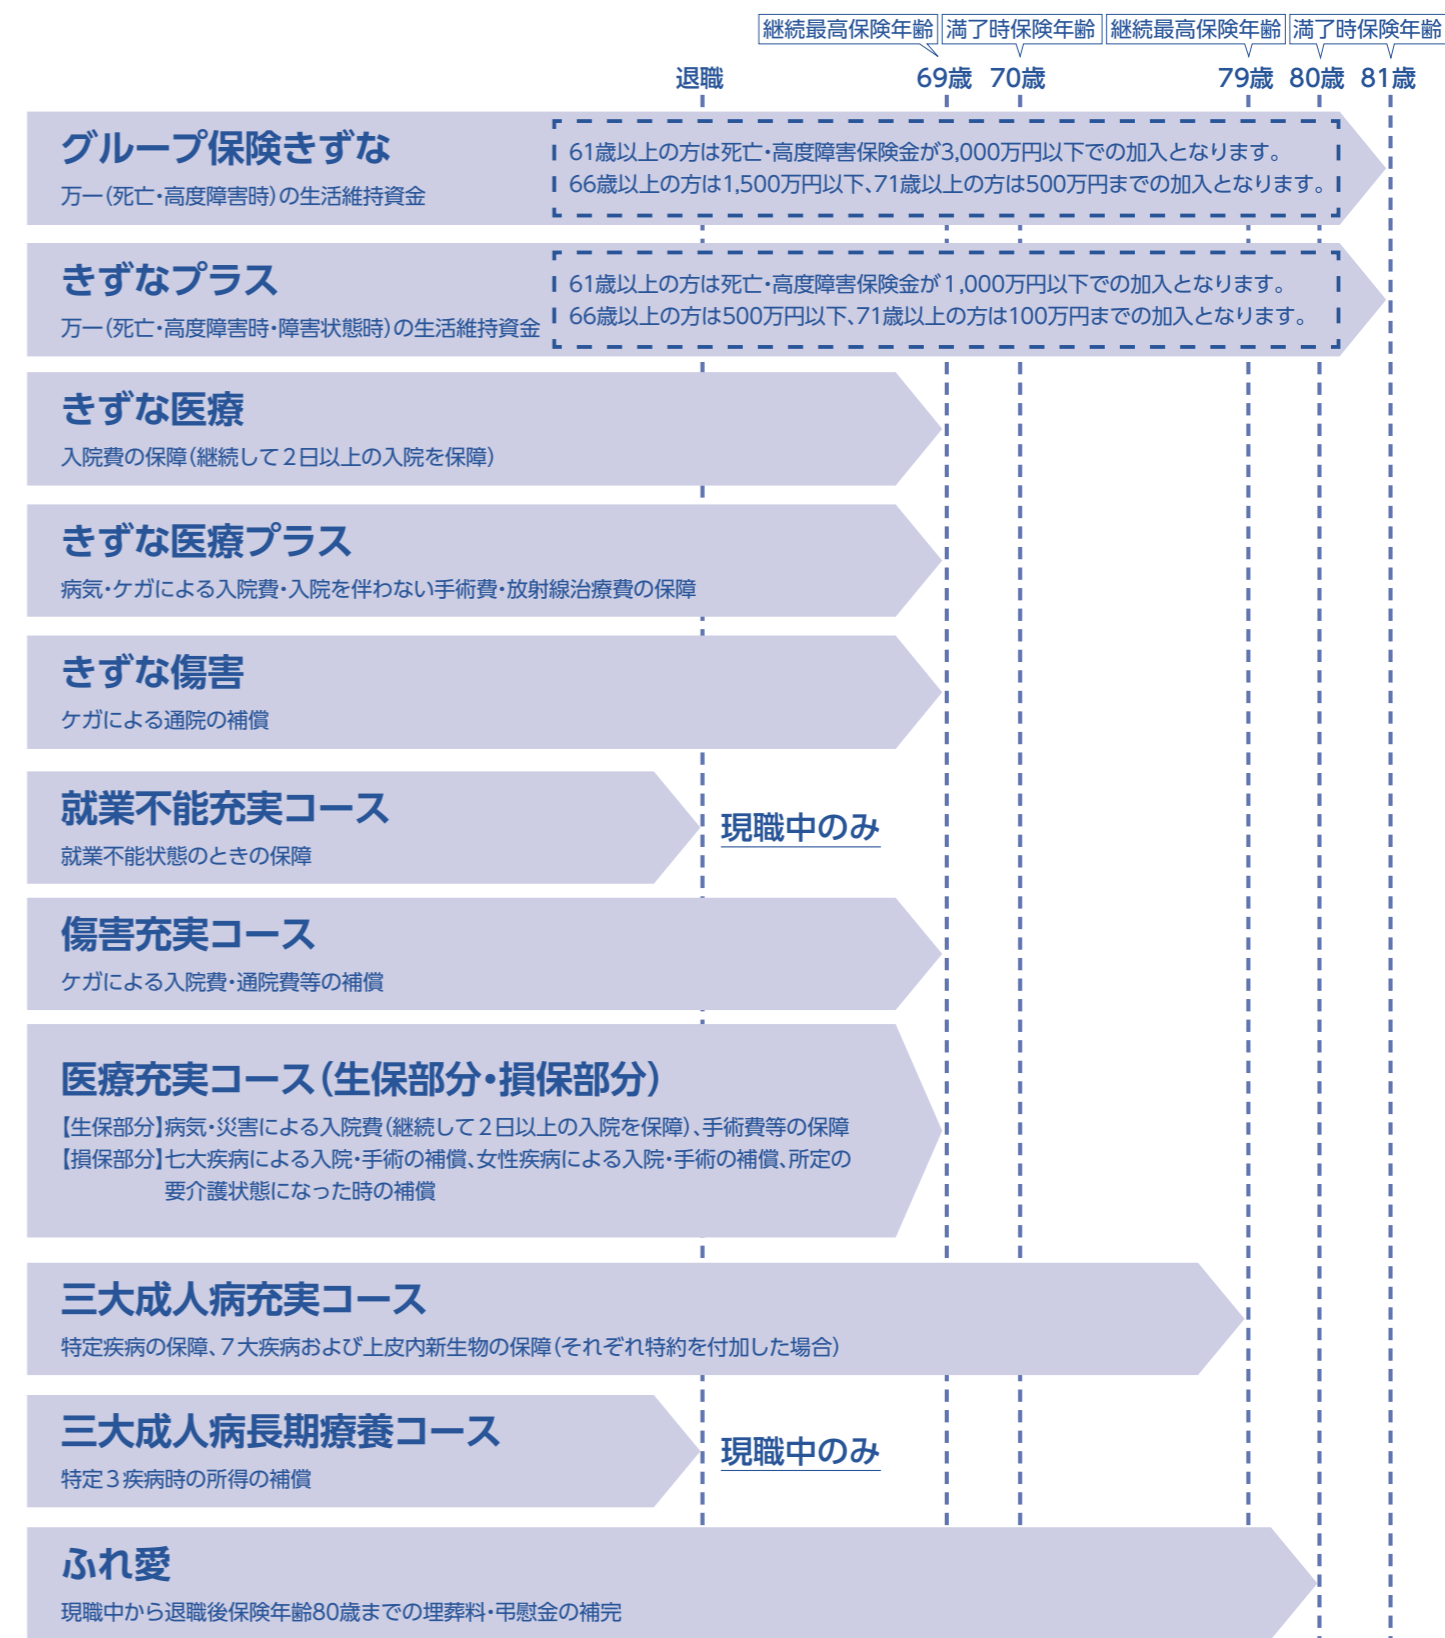 継続最高保険年齢 満了時保険年齢 継続最高保険年齢 満了時保険年齢
退職 69歳 70歳 79歳 80歳 81歳
グループ保険きずな
万一(死亡・高度障害時)の生活維持資金
61歳以上の方は死亡・高度障害保険金が3,000万円以下での加入となります。
66歳以上の方は1,500万円以下、71歳以上の方は500万円までの加入となります。
きずなプラス
万一(死亡・高度障害時・障害状態時)の生活維持資金
61歳以上の方は死亡・高度障害保険金が1,000万円以下での加入となります。
66歳以上の方は500万円以下、71歳以上の方は100万円までの加入となります。
きずな医療
入院費の保障(継続して2日以上の入院を保障)
きずな医療プラス
病気・ケガによる入院費・入院を伴わない手術費・放射線治療費の保障
きずな傷害
ケガによる通院の補償
就業不能充実コース
就業不能状態のときの保障
現職中のみ
傷害充実コース
ケガによる入院費・通院費等の補償
医療充実コース(生保部分・損保部分)
【生保部分】病気・災害による入院費(継続して2日以上の入院を保障)、手術費等の保障
【損保部分】七大疾病による入院・手術の補償、女性疾病による入院・手術の補償、所定の
要介護状態になった時の補償
三大成人病充実コース
特定疾病の保障、7大疾病および上皮内新生物の保障(それぞれ特約を付加した場合)
三大成人病長期療養コース
特定3疾病時の所得の補償
現職中のみ
ふれ愛
現職中から退職後保険年齢80歳までの埋葬料・弔慰金の補完